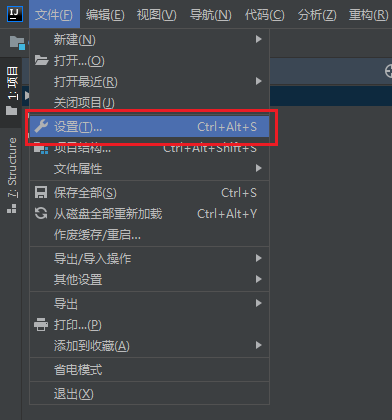 IJ 文件(F) 编辑(E) 视图(V) 导航(N) 代码(C) 分析(Z) 重构(R)
新建(N)
打开...(O)
打开最近(R)
关闭项目(J)
设置(T)... Ctrl+Alt+S
项目结构... Ctrl+Alt+Shift+S
文件属性
保存全部(S) Ctrl+S
从磁盘全部重新加载 Ctrl+Alt+Y
作废缓存/重启...
导出/导入操作
其他设置
导出
打印...(P)
添加到收藏(A)
省电模式
退出(X)
1: 项目
7: Structure